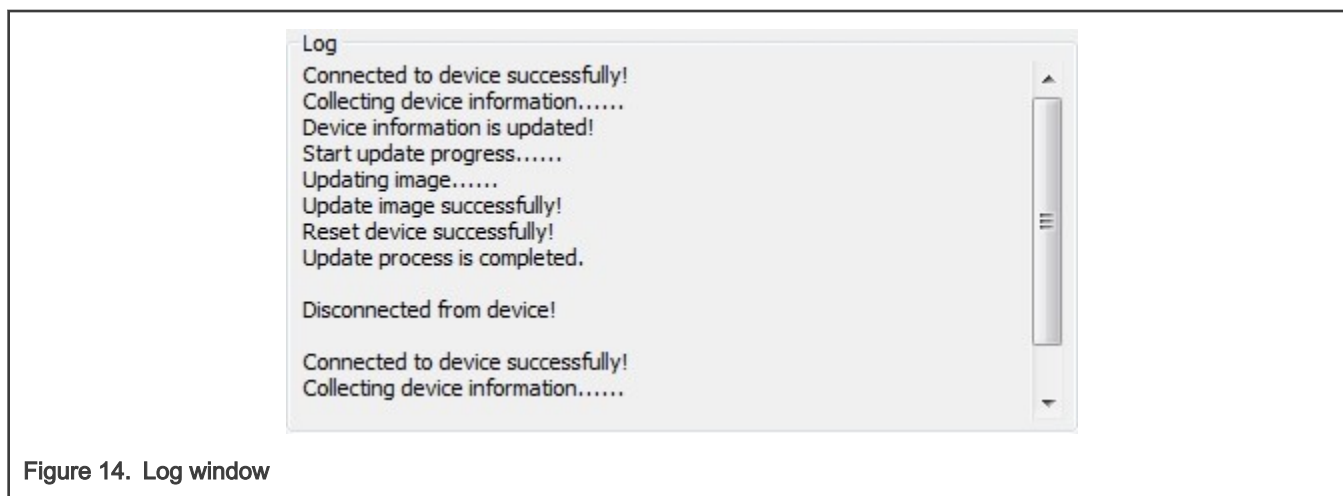 Log
Connected to device successfully!
Collecting device information......
Device information is updated!
Start update progress......
Updating image......
Update image successfully!
Reset device successfully!
Update process is completed.
Disconnected from device!
Connected to device successfully!
Collecting device information......
Figure 14. Log window